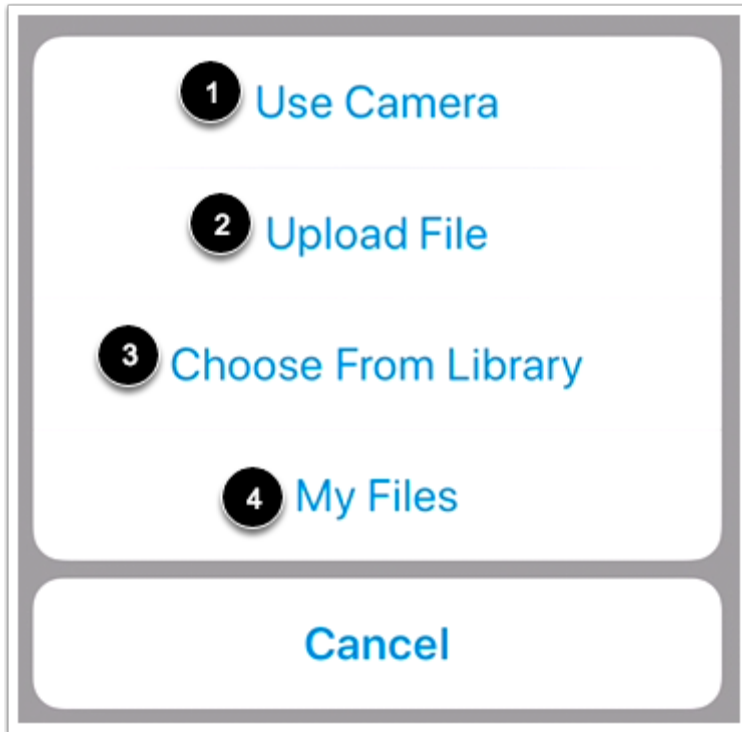 1 Use Camera
2 Upload File
3 Choose From Library
4 My Files
Cancel